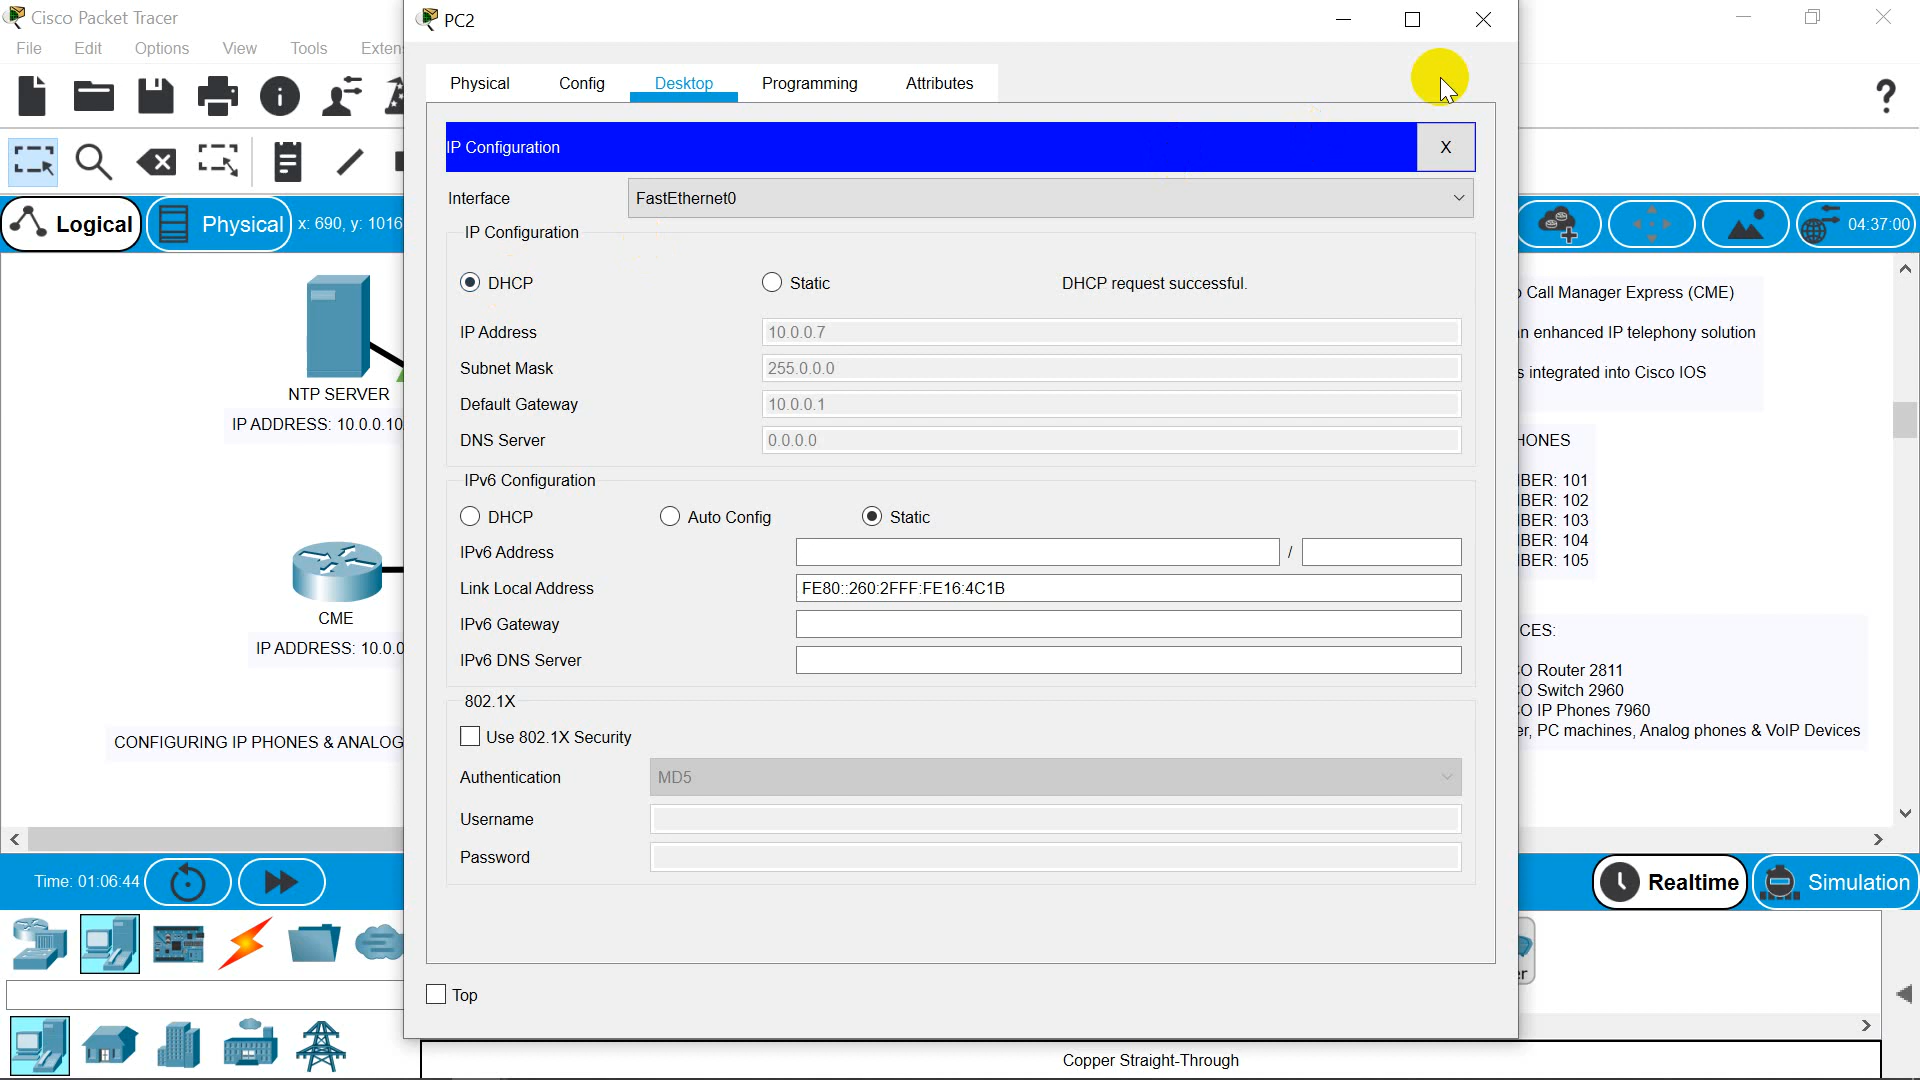 Cisco Packet Tracer
File Edit Options View Tools Exten
PC2
Physical Config Desktop Programming Attributes
IP Configuration X
Interface FastEthernet0
IP Configuration
DHCP Static DHCP request successful.
IP Address 10.0.0.7
Subnet Mask 255.0.0.0
Default Gateway 10.0.0.1
DNS Server 0.0.0.0
IPv6 Configuration
DHCP Auto Config Static
IPv6 Address /
Link Local Address FE80::260:2FFF:FE16:4C1B
IPv6 Gateway
IPv6 DNS Server
802.1X
Use 802.1X Security
Authentication MD5
Username
Password
Top
Logical Physical x: 690, y: 1016
04:37:00
NTP SERVER
IP ADDRESS: 10.0.0.10
CME
IP ADDRESS: 10.0.0
CONFIGURING IP PHONES & ANALOG
Call Manager Express (CME)
n enhanced IP telephony solution
s integrated into Cisco IOS
HONES
BER: 101
BER: 102
BER: 103
BER: 104
BER: 105
CES:
O Router 2811
O Switch 2960
O IP Phones 7960
er, PC machines, Analog phones & VoIP Devices
Time: 01:06:44
Realtime Simulation
er
Copper Straight-Through